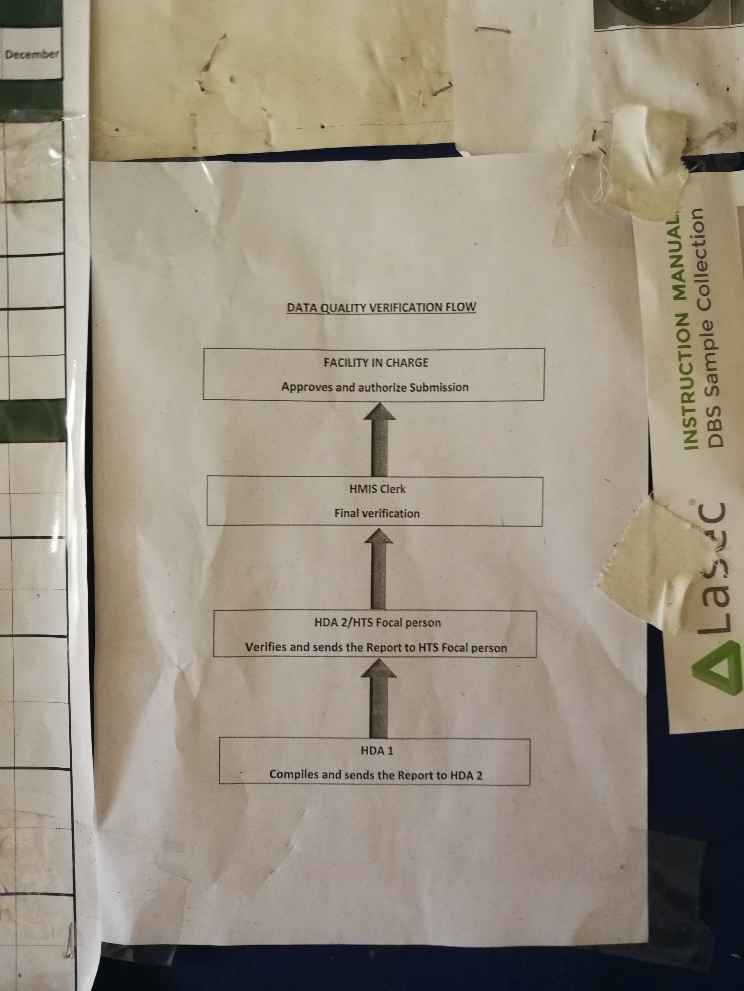 December
DATA QUALITY VERIFICATION FLOW
FACILITY IN CHARGE
Approves and authorize Submission
HMIS Clerk
Final verification
HDA 2/HTS Focal person
Verifies and sends the Report to HTS Focal person
HDA 1
Compiles and sends the Report to HDA 2
INSTRUCTION MANUAL
DBS Sample Collection
Lasec®